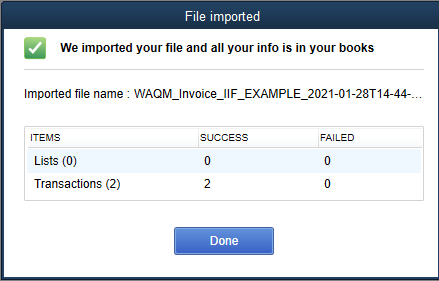 File imported
We imported your file and all your info is in your books
Imported file name : WAQM_Invoice_IIF_EXAMPLE_2021-01-28T14-44-...
ITEMS SUCCESS FAILED
Lists (0) 0 0
Transactions (2) 2 0
Done